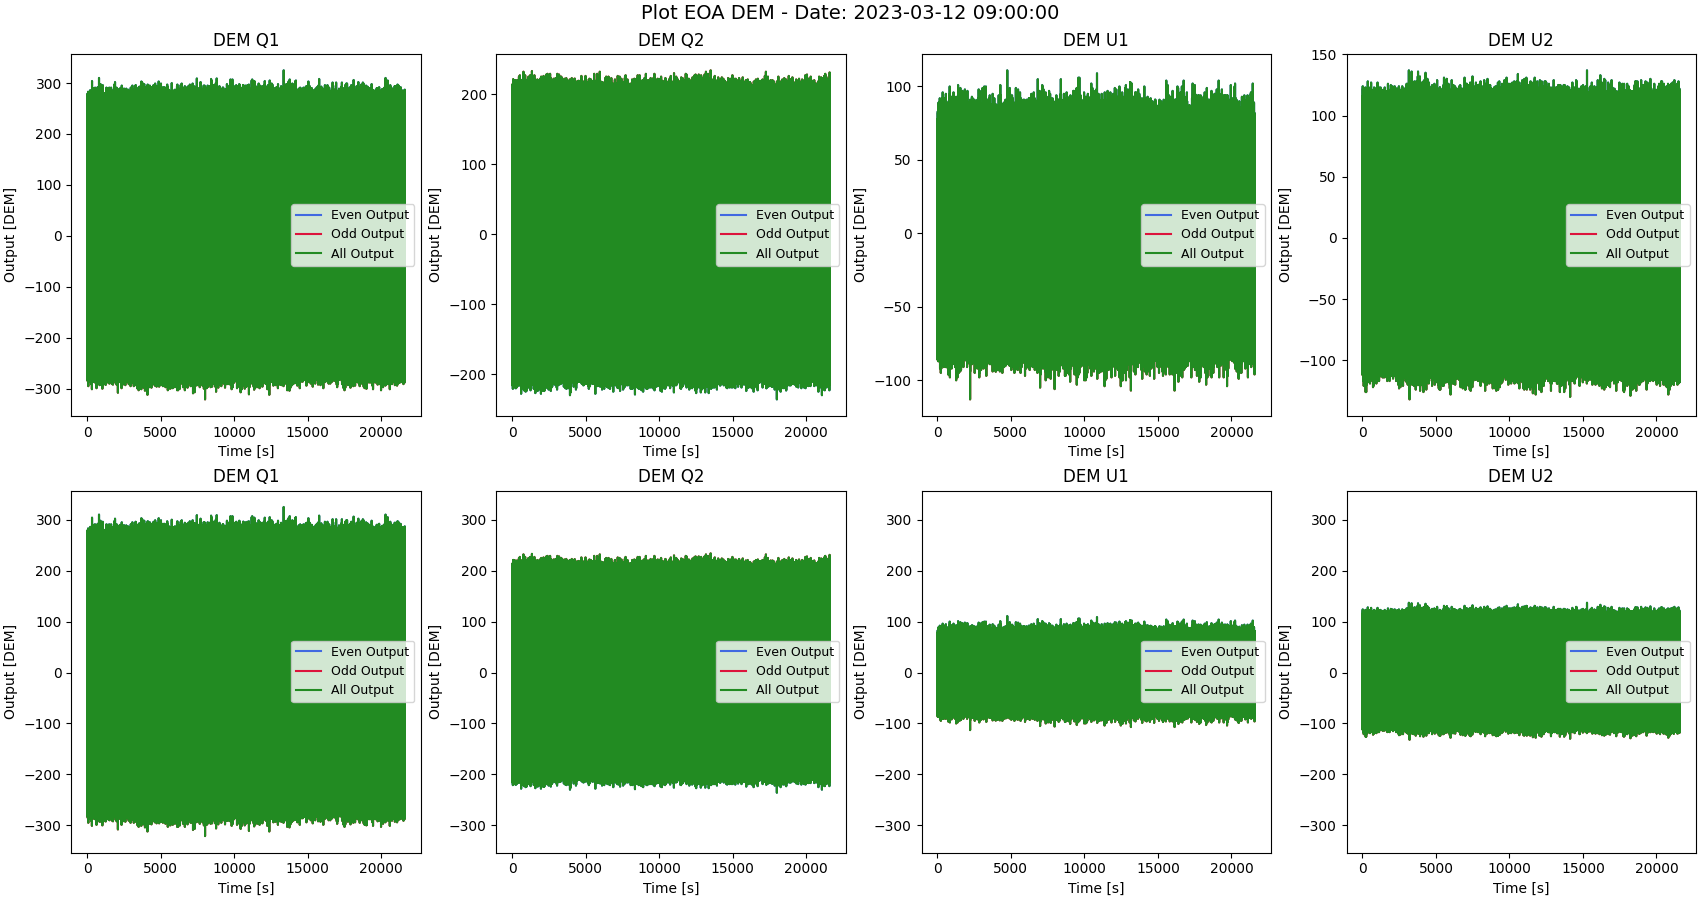 Plot EOA DEM - Date: 2023-03-12 09:00:00
DEM Q1
DEM Q2
DEM U1
DEM U2
Output [DEM]
300
200
100
0
−100
−200
−300
Even Output
Odd Output
All Output
0 5000 10000 15000 20000
Time [s]
Output [DEM]
200
100
0
−100
−200
Even Output
Odd Output
All Output
0 5000 10000 15000 20000
Time [s]
Output [DEM]
100
50
0
−50
−100
Even Output
Odd Output
All Output
0 5000 10000 15000 20000
Time [s]
Output [DEM]
150
100
50
0
−50
−100
Even Output
Odd Output
All Output
0 5000 10000 15000 20000
Time [s]
DEM Q1
DEM Q2
DEM U1
DEM U2
Output [DEM]
300
200
100
0
−100
−200
−300
Even Output
Odd Output
All Output
0 5000 10000 15000 20000
Time [s]
Output [DEM]
300
200
100
0
−100
−200
−300
Even Output
Odd Output
All Output
0 5000 10000 15000 20000
Time [s]
Output [DEM]
300
200
100
0
−100
−200
−300
Even Output
Odd Output
All Output
0 5000 10000 15000 20000
Time [s]
Output [DEM]
300
200
100
0
−100
−200
−300
Even Output
Odd Output
All Output
0 5000 10000 15000 20000
Time [s]